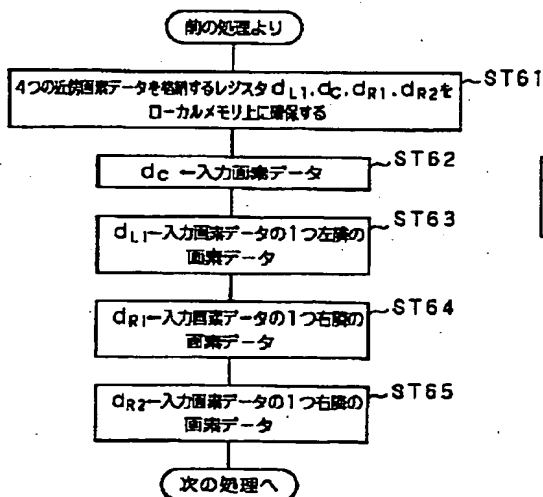 前の処理より
4つの近傍画素データを格納するレジスタdL1,dC,dR1,dR2を
ローカルメモリ上に確保する
ST61
dC←入力画素データ
ST62
dL1←入力画素データの1つ左隣の
画素データ
ST63
dR1←入力画素データの1つ右隣の
画素データ
ST64
dR2←入力画素データの1つ右隣の
画素データ
ST65
次の処理へ